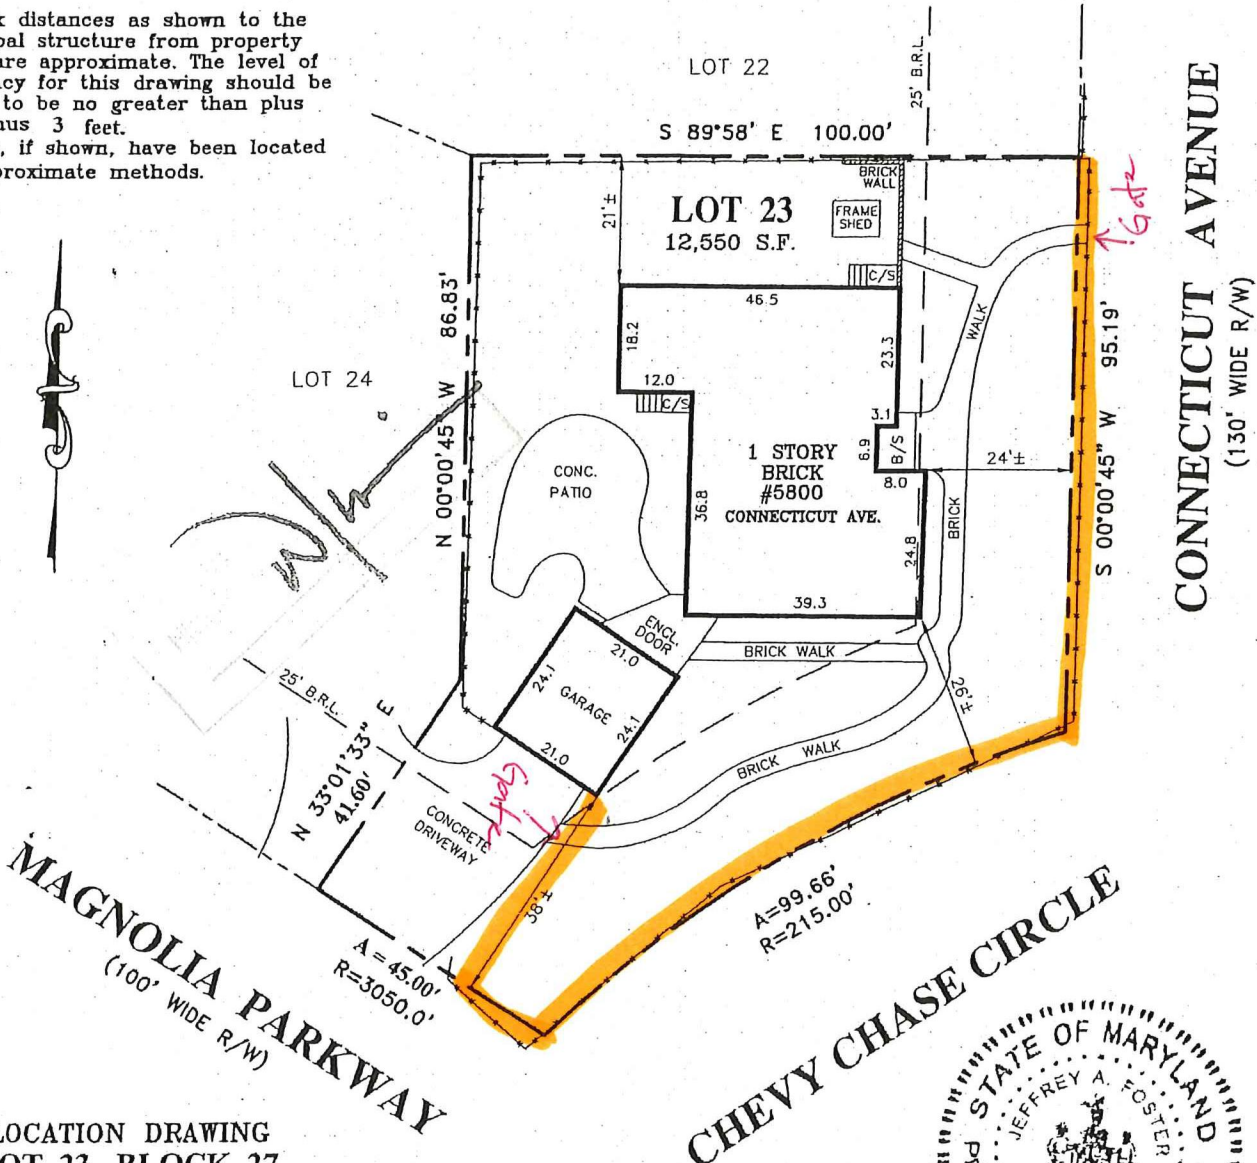 distances as shown to the
pal structure from property
are approximate. The level of
cy for this drawing should be
to be no greater than plus
nus 3 feet.
, if shown, have been located
proximate methods.
LOT 22
25' B.R.L.
S 89°58' E 100.00'
BRICK
WALL
LOT 23
12,550 S.F.
FRAME
SHED
21'±
C/S
46.5
Gate
CONNECTICUT AVENUE
(130' WIDE R/W)
N 00°00'45" W 86.83'
18.2
23.3
WALK
S 00°00'45" W 95.19'
LOT 24
12.0
C/S
3.1
6.9
B/S
8.0
24'±
1 STORY
BRICK
#5800
CONNECTICUT AVE.
CONC.
PATIO
36.8
24.8
BRICK
39.3
ENCL.
DOOR
BRICK WALK
21.0
24.1
GARAGE
24.1
21.0
26'±
25' B.R.L.
N 33°01'33" E
41.60'
BRICK WALK
Gate
CONCRETE
DRIVEWAY
38'±
A=99.66'
R=215.00'
A=45.00'
R=3050.0'
MAGNOLIA PARKWAY
(100' WIDE R/W)
CHEVY CHASE CIRCLE
STATE OF MARYLAND
JEFFREY A. FOSTER
LOCATION DRAWING
LOT 23 BLOCK 27